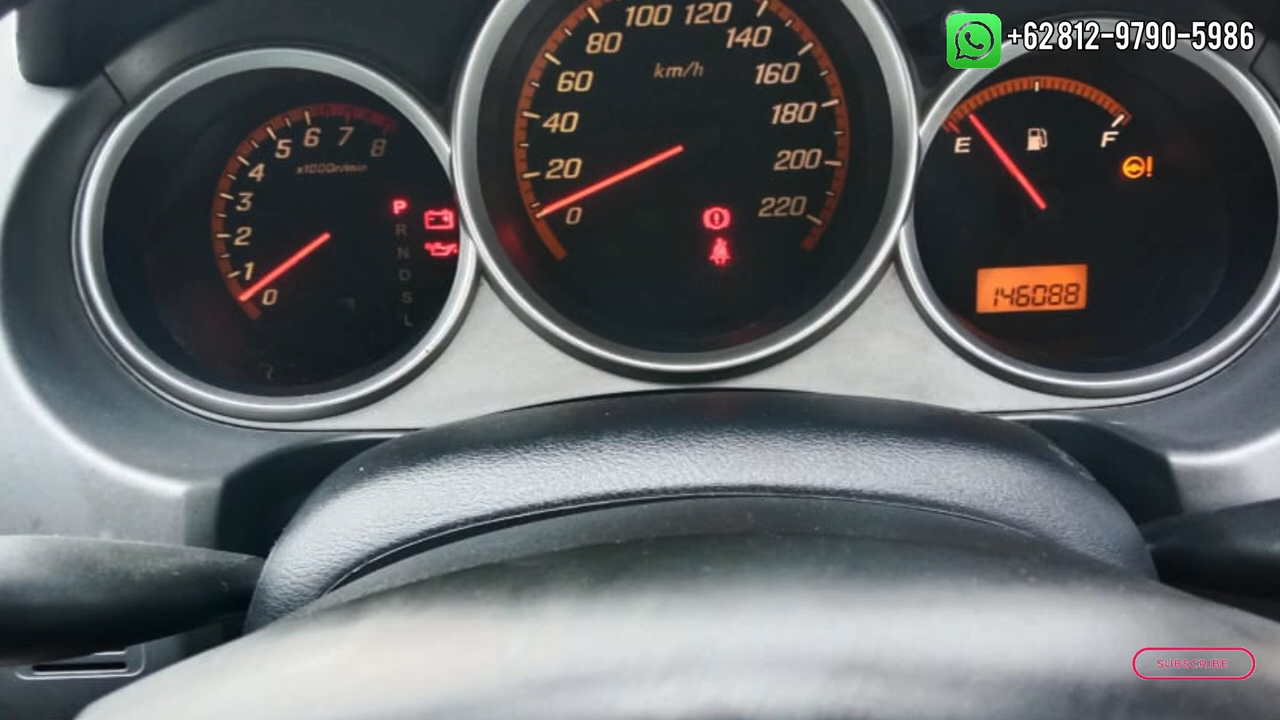 +62812-9790-5986
100 120
80 140
60 km/h 160
40 180
20 200
0 220
5 6 7 8
4 x1000r/min
3
2
1
0
P
R
N
D
S
L
E F
!
146088
SUBSCRIBE